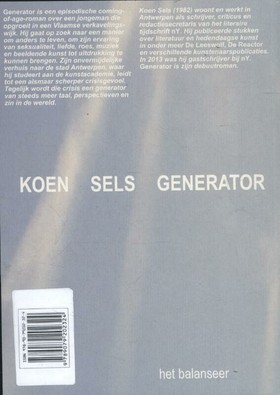 Generator is een episodische coming-
of-age-roman over een jongeman die
opgroeit in een Vlaamse verkavelings-
wijk. Hij gaat op zoek naar een manier
om anders te leven, om zijn ervaring
van seksualiteit, liefde, roes, musiek
en beeldende kunst tot uitdrukking te
kunnen brengen. Zijn onvermijdelijke
verhuis naar de stad Antwerpen, waar
hij studeert aan de kunstacademie, leidt
tot een alsmaar scherper crisisgevoel.
Tegelijk wordt die crisis een generator
van steeds meer taal, perspectieven en
zin in de wereld.
Koen Sels (1982) woont en werkt in
Antwerpen als schrijver, criticus en
redactiesecretaris van het literaire
tijdschrift nY. Hij publiceerde stukken
over literatuur en hedendaagse kunst
in onder meer De Leeswolf, De Reactor
en verschillende kunstenaarspublicaties.
In 2013 was hij gastschrijver bij nY.
Generator is zijn debuutroman.
KOEN SELS GENERATOR
9789079202324
het balanseer